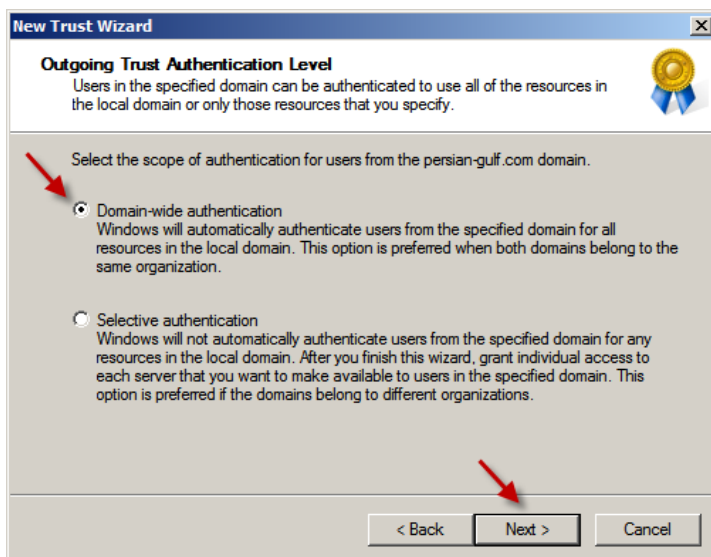 New Trust Wizard
Outgoing Trust Authentication Level
Users in the specified domain can be authenticated to use all of the resources in
the local domain or only those resources that you specify.
Select the scope of authentication for users from the persian-gulf.com domain.
Domain-wide authentication
Windows will automatically authenticate users from the specified domain for all
resources in the local domain. This option is preferred when both domains belong to the
same organization.
Selective authentication
Windows will not automatically authenticate users from the specified domain for any
resources in the local domain. After you finish this wizard, grant individual access to
each server that you want to make available to users in the specified domain. This
option is preferred if the domains belong to different organizations.
< Back Next > Cancel